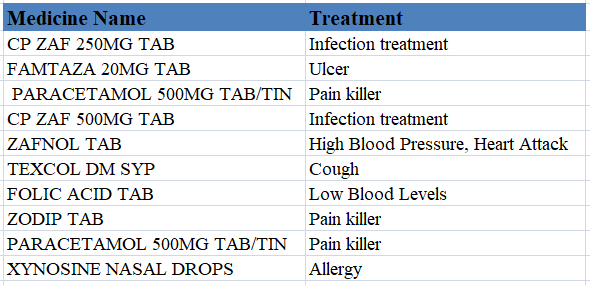 Medicine Name Treatment
CP ZAF 250MG TAB Infection treatment
FAMTAZA 20MG TAB Ulcer
PARACETAMOL 500MG TAB/TIN Pain killer
CP ZAF 500MG TAB Infection treatment
ZAFNOL TAB High Blood Pressure, Heart Attack
TEXCOL DM SYP Cough
FOLIC ACID TAB Low Blood Levels
ZODIP TAB Pain killer
PARACETAMOL 500MG TAB/TIN Pain killer
XYNOSINE NASAL DROPS Allergy